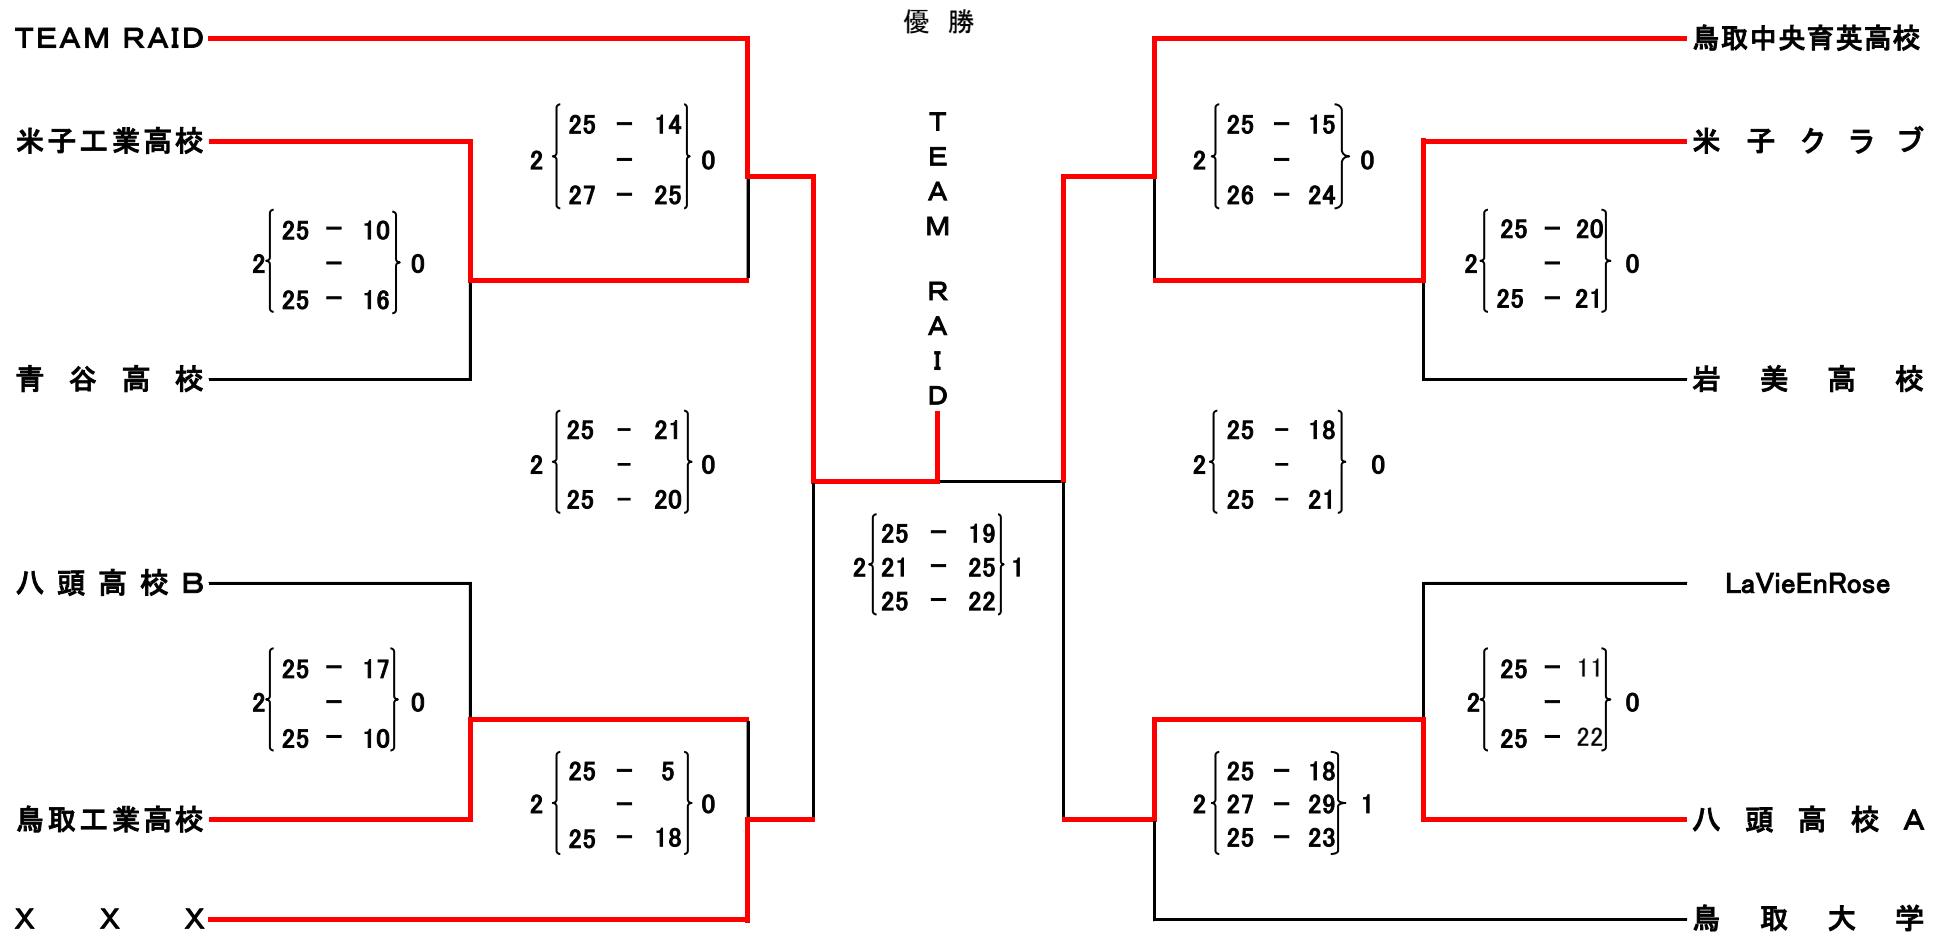 優勝
TEAM RAID
鳥取中央育英高校
TEAM RAID
25 - 14
2 - 0
27 - 25
25 - 15
2 - 0
26 - 24
米子工業高校
米子クラブ
25 - 10
2 - 0
25 - 16
25 - 20
2 - 0
25 - 21
青谷高校
岩美高校
25 - 21
2 - 0
25 - 20
25 - 18
2 - 0
25 - 21
25 - 19
2 21 - 25 1
25 - 22
八頭高校B
LaVieEnRose
25 - 17
2 - 0
25 - 10
25 - 11
2 - 0
25 - 22
鳥取工業高校
八頭高校A
25 - 5
2 - 0
25 - 18
25 - 18
2 27 - 29 1
25 - 23
X X X
鳥取大学